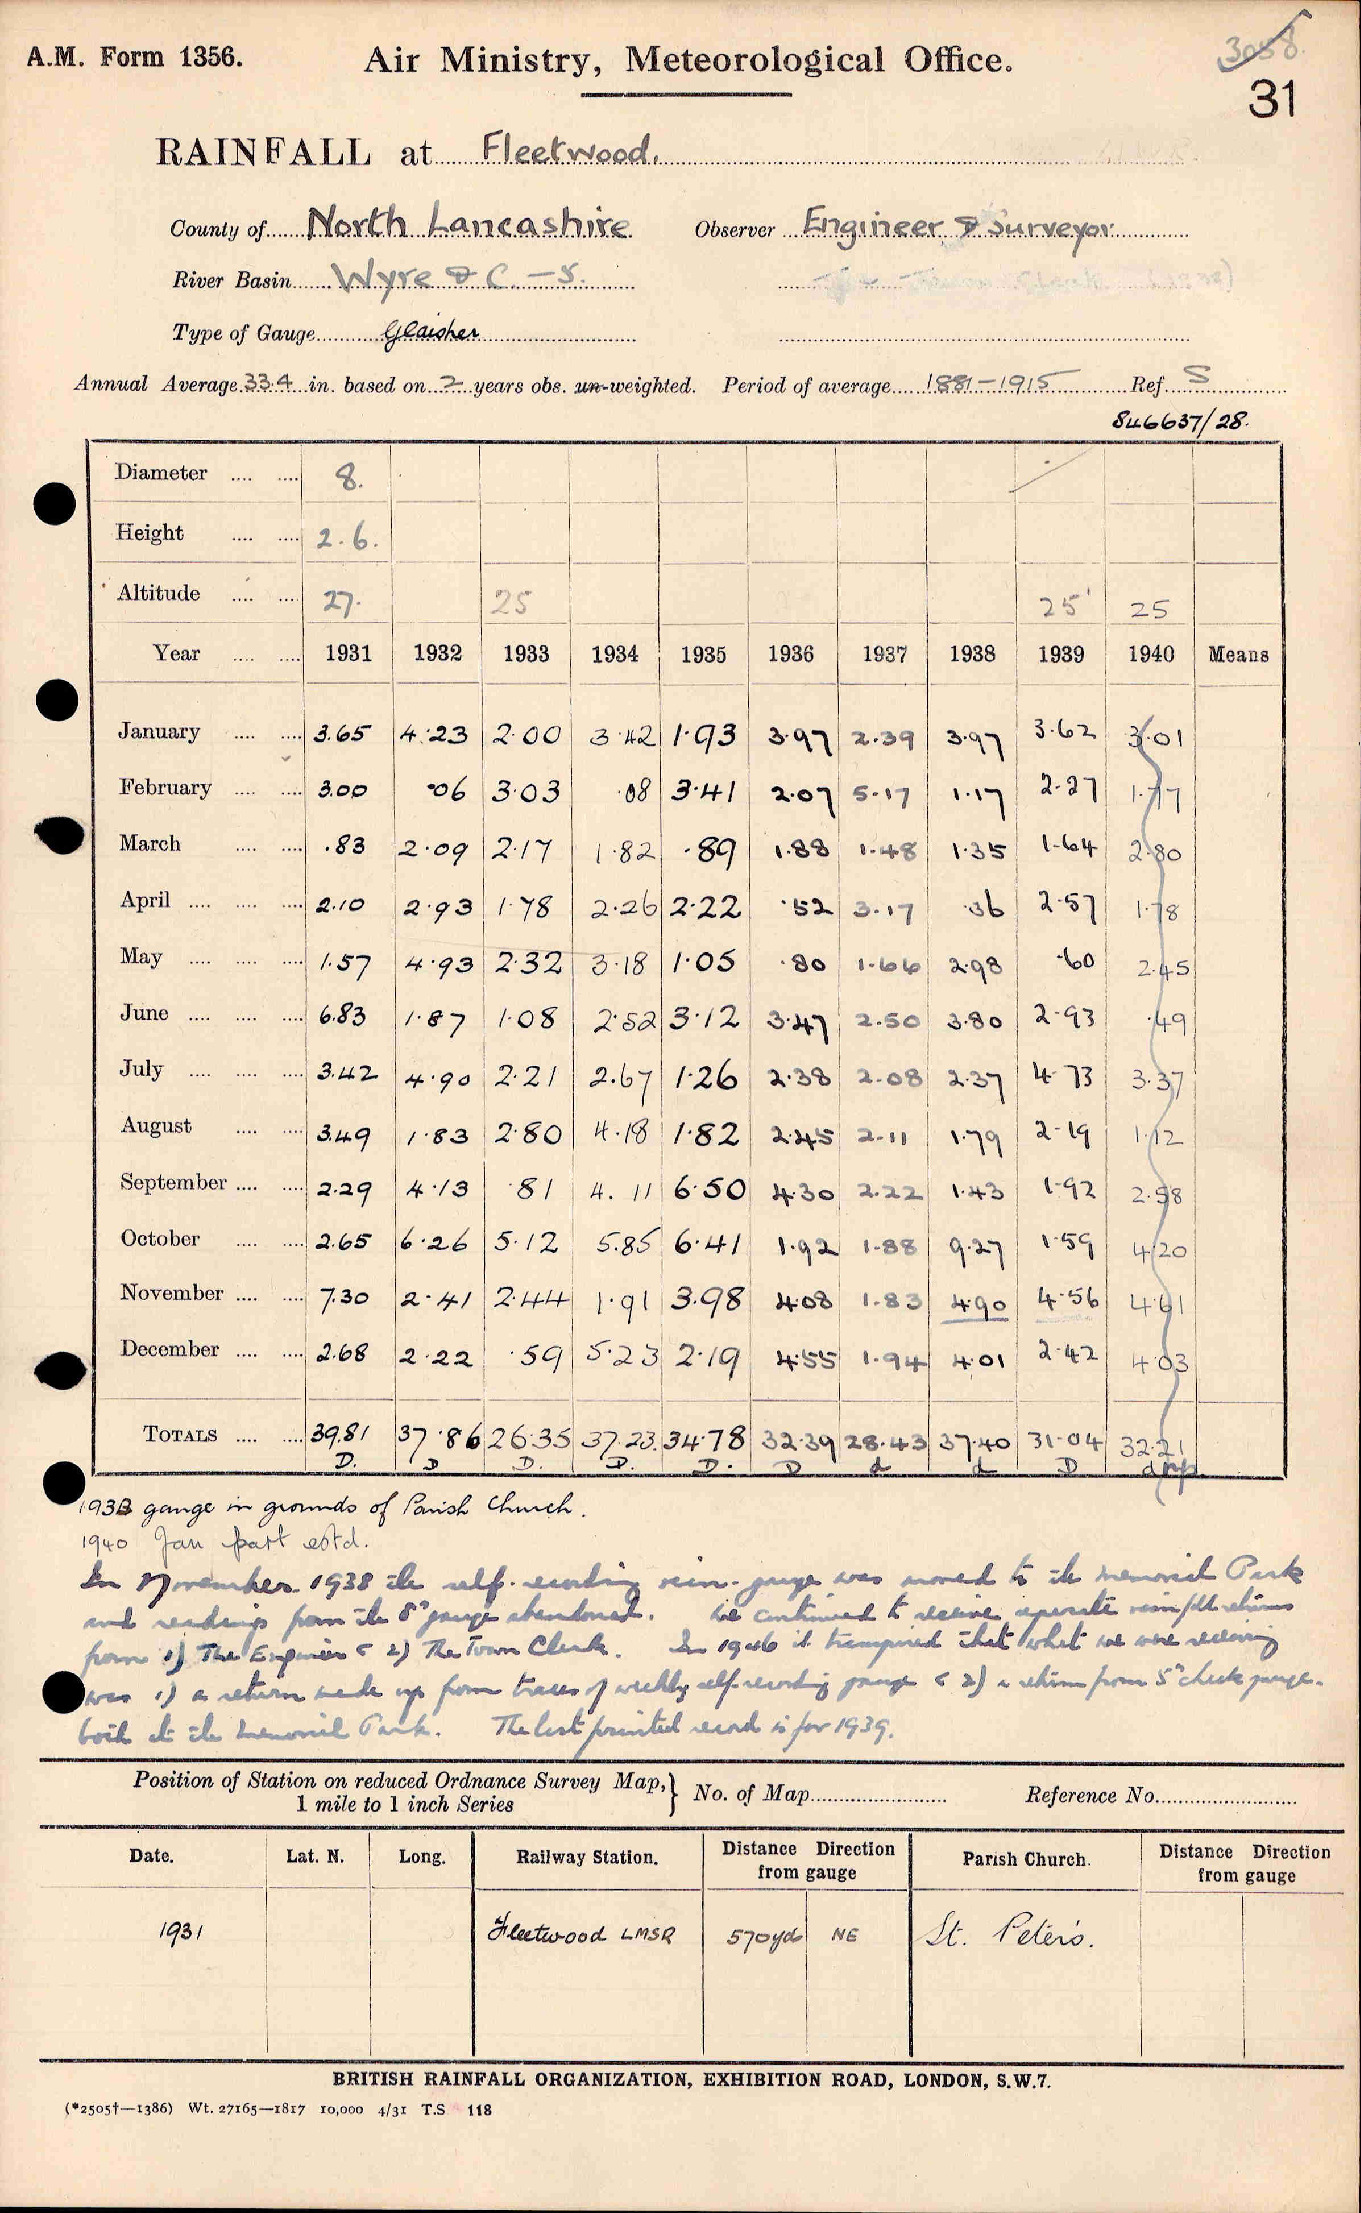 A.M. Form 1356.
Air Ministry, Meteorological Office.
3058.
31
RAINFALL at Fleetwood.
County of North Lancashire Observer Engineer & Surveyor
River Basin Wyre & C. - 5.
Type of Gauge Glaisher
Annual Average 33.4 in. based on 2 years obs. un-weighted. Period of average 1881-1915 Ref. S
846637/28.
Diameter 8.
Height 2.6.
Altitude 27. 25 25' 25
Year 1931 1932 1933 1934 1935 1936 1937 1938 1939 1940 Means
January 3.65 4.23 2.00 3.42 1.93 3.97 2.39 3.97 3.62 3.01
February 3.00 .06 3.03 .08 3.41 2.07 5.17 1.17 2.27 1.77
March .83 2.09 2.17 1.82 .89 1.88 1.48 1.35 1.64 2.80
April 2.10 2.93 1.78 2.26 2.22 .52 3.17 .36 2.57 1.78
May 1.57 4.93 2.32 3.18 1.05 .80 1.66 2.98 .60 2.45
June 6.83 1.87 1.08 2.52 3.12 3.47 2.50 3.80 2.93 .49
July 3.42 4.90 2.21 2.67 1.26 2.38 2.08 2.37 4.73 3.37
August 3.49 1.83 2.80 4.18 1.82 2.45 2.11 1.79 2.19 1.12
September 2.29 4.13 .81 4.11 6.50 4.30 2.22 1.43 1.92 2.58
October 2.65 6.26 5.12 5.85 6.41 1.92 1.88 9.27 1.59 4.20
November 7.30 2.41 2.44 1.91 3.98 4.08 1.83 4.90 4.56 4.61
December 2.68 2.22 .59 5.23 2.19 4.55 1.94 4.01 2.42 4.03
TOTALS 39.81 37.86 26.35 37.23 34.78 32.39 28.43 37.40 31.04 32.21
D. D D. D. D. D d d D d np
1933 gauge in grounds of Parish Church.
1940 Jan part estd.
In November 1938 the self-recording rain-gauge was moved to the Memorial Park
and readings from the 8" gauge abandoned. We continued to receive separate rainfall returns
from 1) The Engineer & 2) The Town Clerk. In 1946 it transpired that what we were receiving
was 1) a return made up from traces of weekly self-recording gauge & 2) a return from 5" check gauge.
both at the Memorial Park. The last printed record is for 1939.
Position of Station on reduced Ordnance Survey Map, 1 mile to 1 inch Series } No. of Map Reference No.
Date. Lat. N. Long. Railway Station. Distance Direction from gauge Parish Church. Distance Direction from gauge
1931 Fleetwood LMSR 570yds NE St. Peter's.
BRITISH RAINFALL ORGANIZATION, EXHIBITION ROAD, LONDON, S.W.7.
(*2505†—1386) Wt. 27165—1817 10,000 4/31 T.S 118